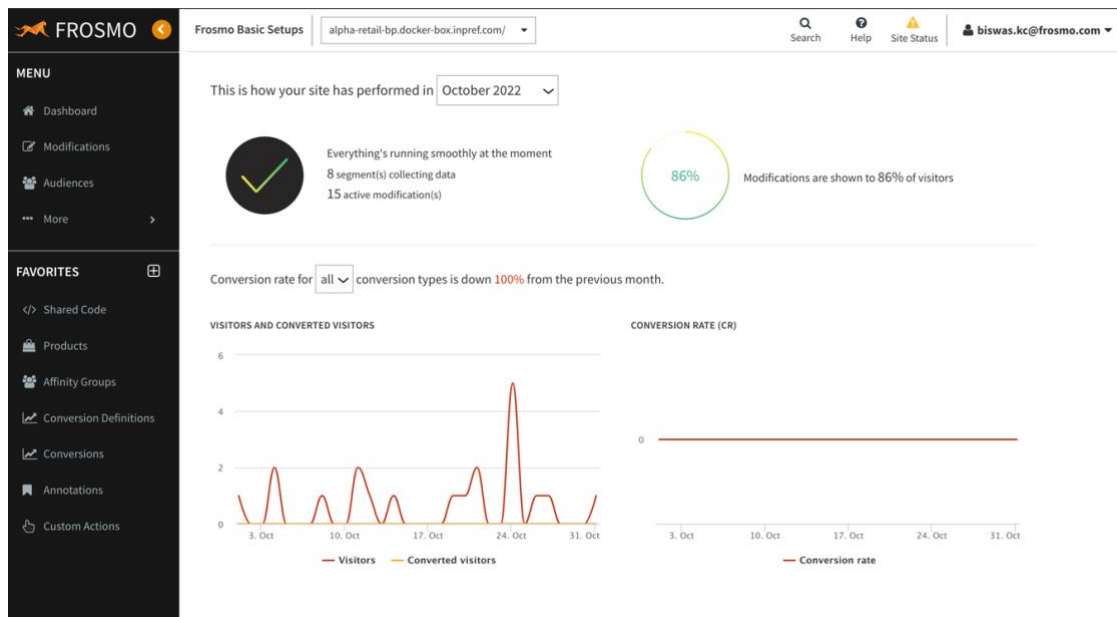 FROSMO
Frosmo Basic Setups
alpha-retail-bp.docker-box.inpref.com/
Search
Help
Site Status
biswas.kc@frosmo.com
MENU
Dashboard
Modifications
Audiences
More
FAVORITES
Shared Code
Products
Affinity Groups
Conversion Definitions
Conversions
Annotations
Custom Actions
This is how your site has performed in October 2022
Everything's running smoothly at the moment
8 segment(s) collecting data
15 active modification(s)
86%
Modifications are shown to 86% of visitors
Conversion rate for all conversion types is down 100% from the previous month.
VISITORS AND CONVERTED VISITORS
6
4
2
0
3. Oct 10. Oct 17. Oct 24. Oct 31. Oct
Visitors Converted visitors
CONVERSION RATE (CR)
0
3. Oct 10. Oct 17. Oct 24. Oct 31. Oct
Conversion rate